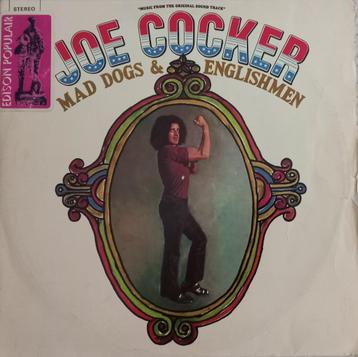 "MUSIC FROM THE ORIGINAL SOUND TRACK"
STEREO
EDISON POPULAIR
JOE COCKER
MAD DOGS & ENGLISHMEN